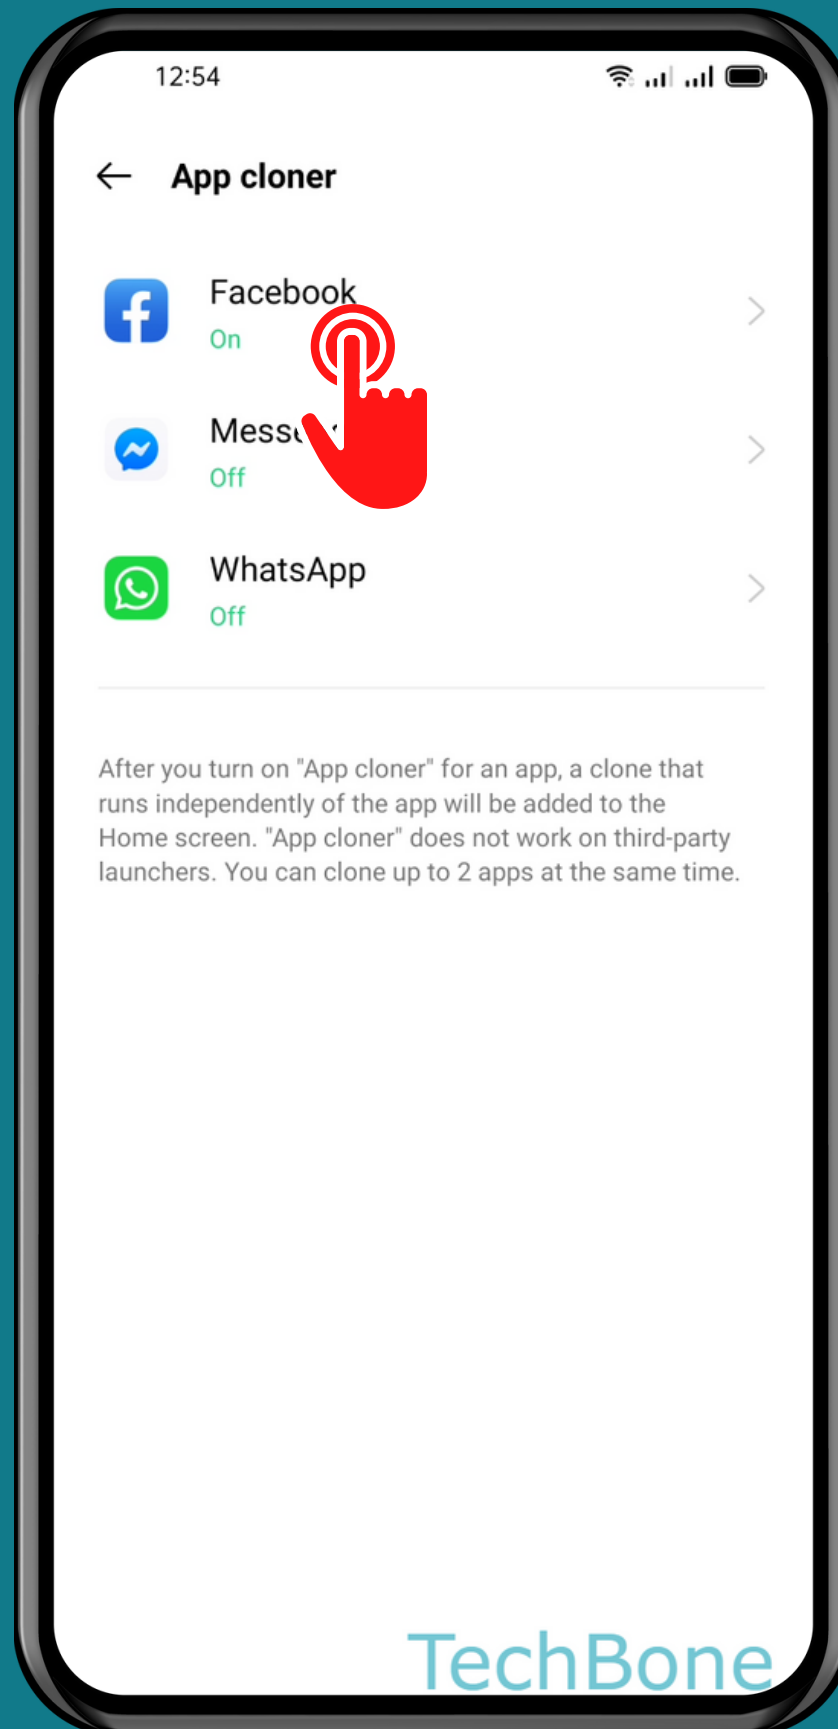 12:54
App cloner
Facebook
On
Off
WhatsApp
Off
After you turn on "App cloner" for an app, a clone that
runs independently of the app will be added to the
Home screen. "App cloner" does not work on third-party
launchers. You can clone up to 2 apps at the same time.
TechBone